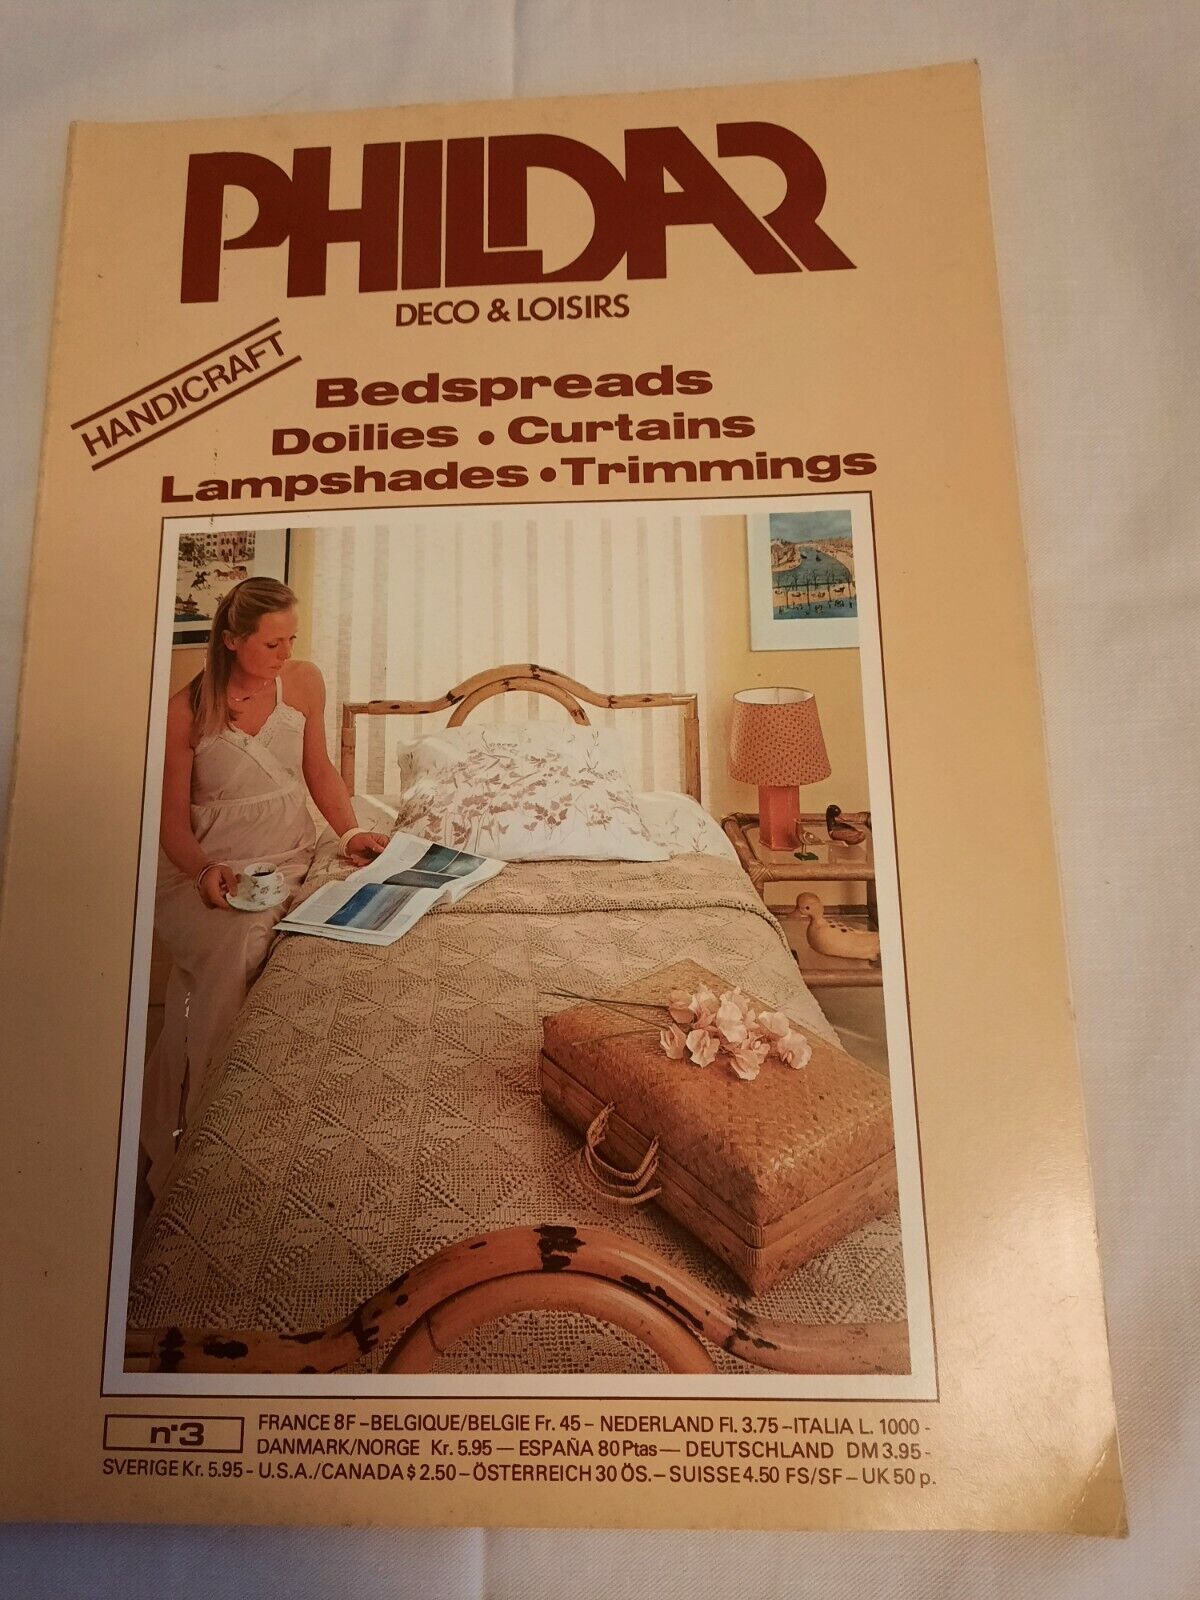 PHILDAR
DECO & LOISIRS
HANDICRAFT
Bedspreads
Doilies • Curtains
Lampshades • Trimmings
n°3
FRANCE 8F – BELGIQUE/BELGIE Fr. 45 – NEDERLAND Fl. 3.75 – ITALIA L. 1000 -
DANMARK/NORGE Kr. 5.95 — ESPAÑA 80 Ptas — DEUTSCHLAND DM 3.95 -
SVERIGE Kr. 5.95 - U.S.A./CANADA $ 2.50 – ÖSTERREICH 30 ÖS. – SUISSE 4.50 FS/SF – UK 50 p.